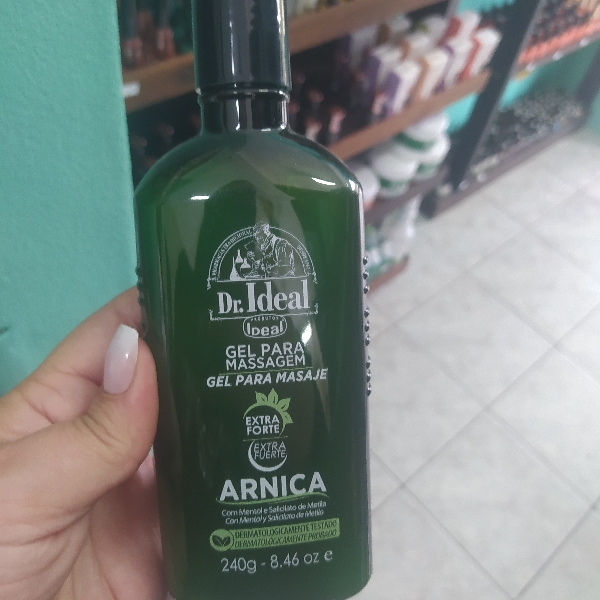 Dr. Ideal
PRODUTOS
Ideal
GEL PARA
MASSAGEM
GEL PARA MASAJE
EXTRA
FORTE
EXTRA
FUERTE
ARNICA
Com Mentol e Salicilato de Metila
Con Mentol y Salicilato de Metilo
DERMATOLOGICAMENTE TESTADO
DERMATOLÓGICAMENTE PROBADO
240g - 8.46 oz e